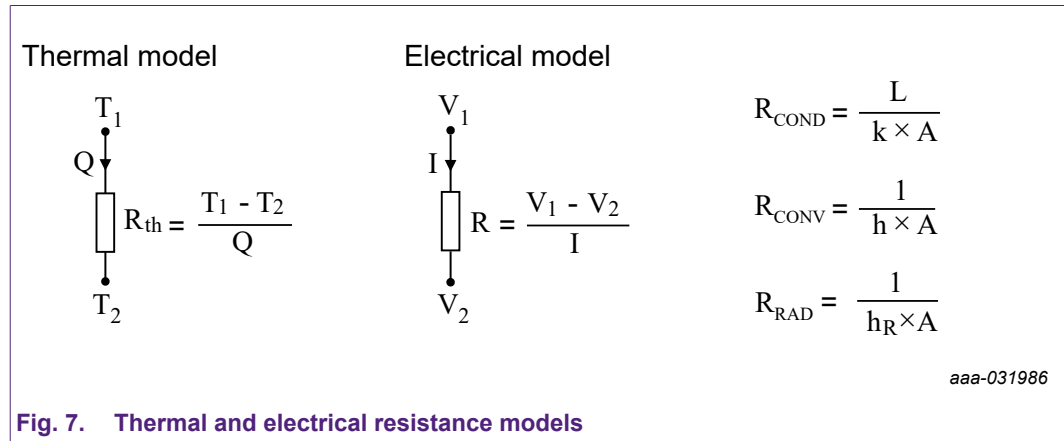 Thermal model
T1
Q
Rth = T1 - T2 / Q
T2
Electrical model
V1
I
R = V1 - V2 / I
V2
RCOND = L / k × A
RCONV = 1 / h × A
RRAD = 1 / hR×A
aaa-031986
Fig. 7. Thermal and electrical resistance models